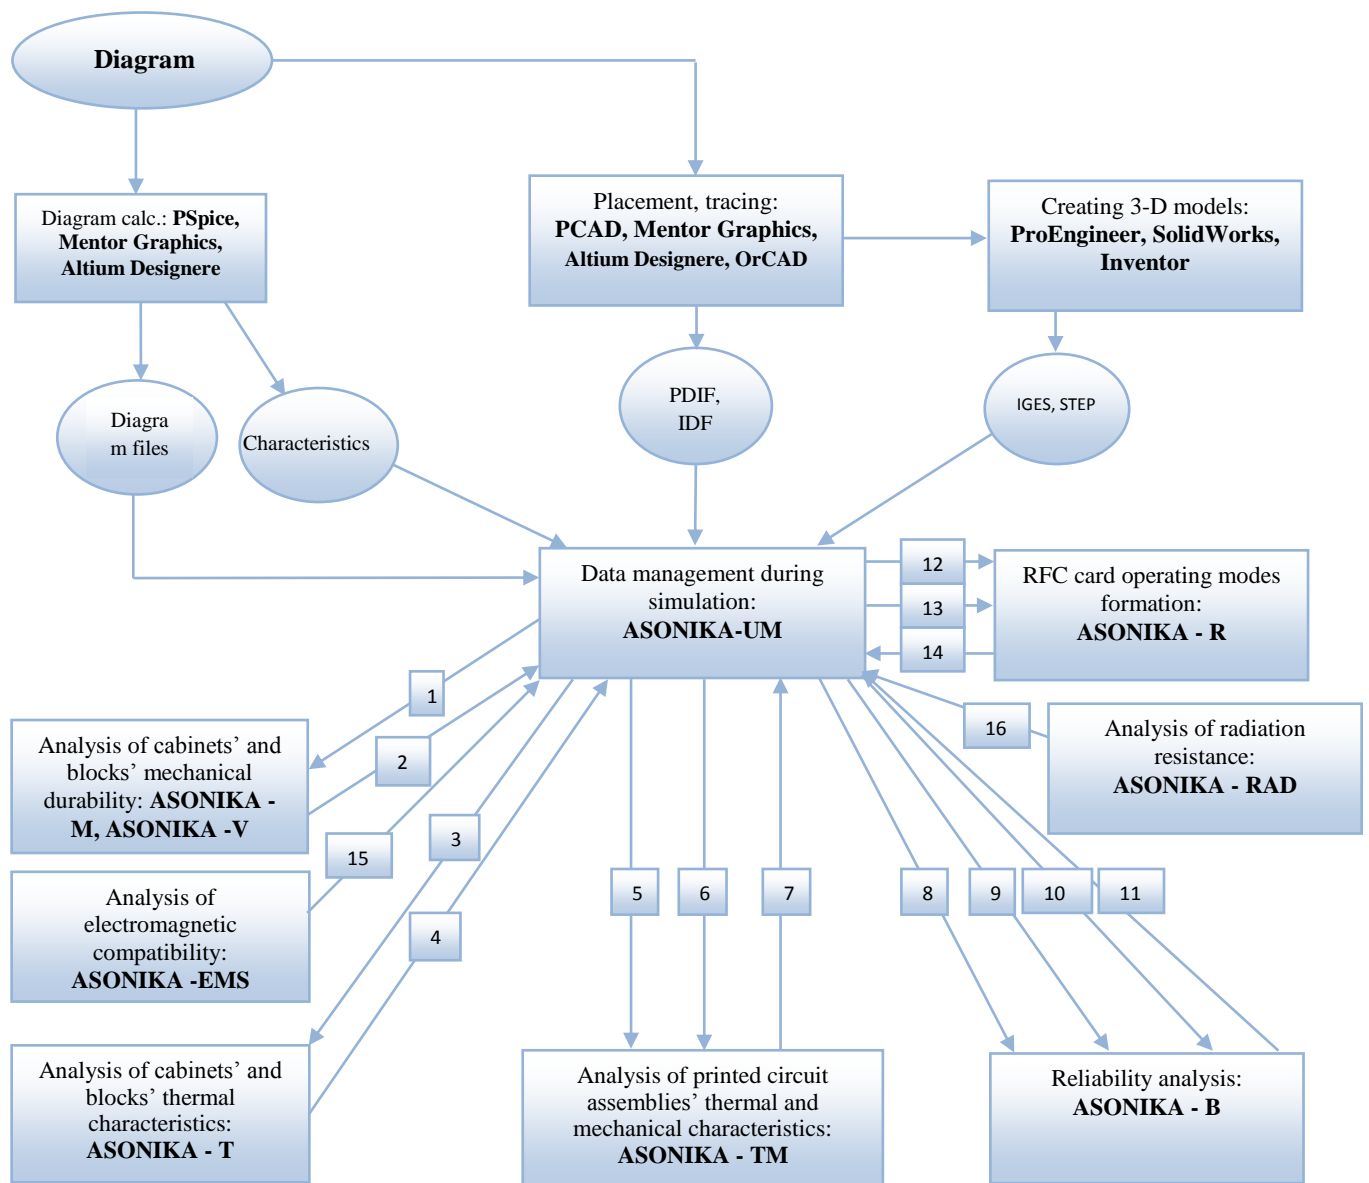 Diagram
Diagram calc.: PSpice,
Mentor Graphics,
Altium Designere
Placement, tracing:
PCAD, Mentor Graphics,
Altium Designere, OrCAD
Creating 3-D models:
ProEngineer, SolidWorks,
Inventor
Diagra
m files
Characteristics
PDIF,
IDF
IGES, STEP
Data management during
simulation:
ASONIKA-UM
12
13
14
RFC card operating modes
formation:
ASONIKA - R
1
2
16
Analysis of cabinets’ and
blocks’ mechanical
durability: ASONIKA -
M, ASONIKA -V
Analysis of radiation
resistance:
ASONIKA - RAD
15
3
4
5
6
7
8
9
10
11
Analysis of
electromagnetic
compatibility:
ASONIKA -EMS
Analysis of cabinets’ and
blocks’ thermal
characteristics:
ASONIKA - T
Analysis of printed circuit
assemblies’ thermal and
mechanical characteristics:
ASONIKA - TM
Reliability analysis:
ASONIKA - B